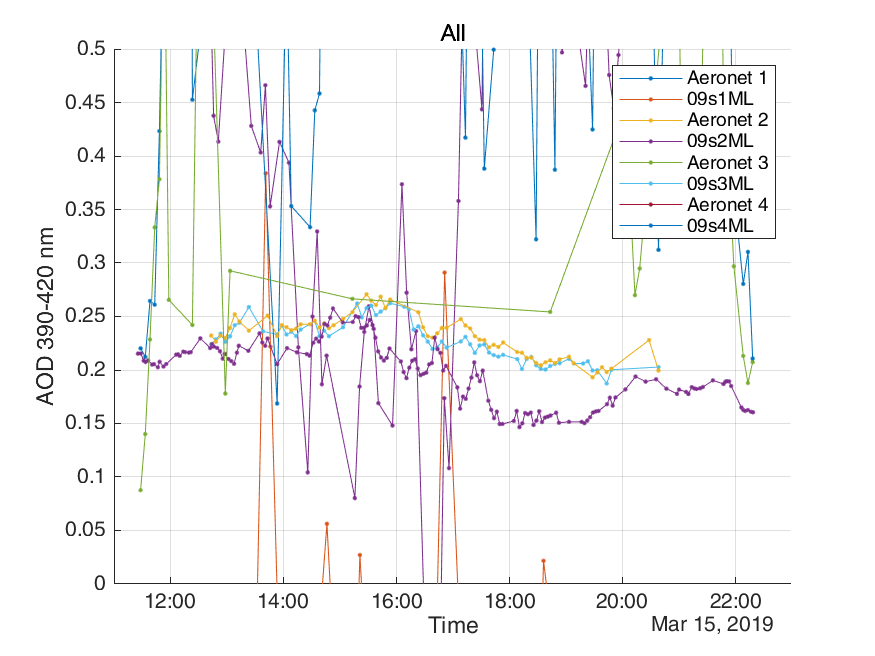 All
0.5
0.45
0.4
0.35
0.3
0.25
0.2
0.15
0.1
0.05
0
AOD 390-420 nm
Aeronet 1
09s1ML
Aeronet 2
09s2ML
Aeronet 3
09s3ML
Aeronet 4
09s4ML
12:00 14:00 16:00 18:00 20:00 22:00
Time
Mar 15, 2019